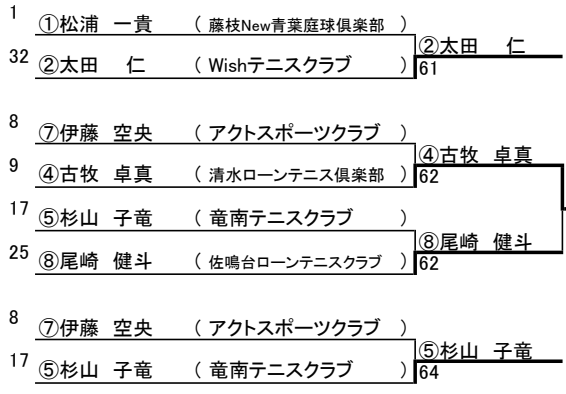 1 ①松浦 一貴 ( 藤枝New青葉庭球倶楽部 )
②太田 仁
32 ②太田 仁 ( Wishテニスクラブ ) 61
8 ⑦伊藤 空央 ( アクトスポーツクラブ )
④古牧 卓真
9 ④古牧 卓真 ( 清水ローンテニス倶楽部 ) 62
17 ⑤杉山 子竜 ( 竜南テニスクラブ )
⑧尾崎 健斗
25 ⑧尾崎 健斗 ( 佐鳴台ローンテニスクラブ ) 62
8 ⑦伊藤 空央 ( アクトスポーツクラブ )
⑤杉山 子竜
17 ⑤杉山 子竜 ( 竜南テニスクラブ ) 64